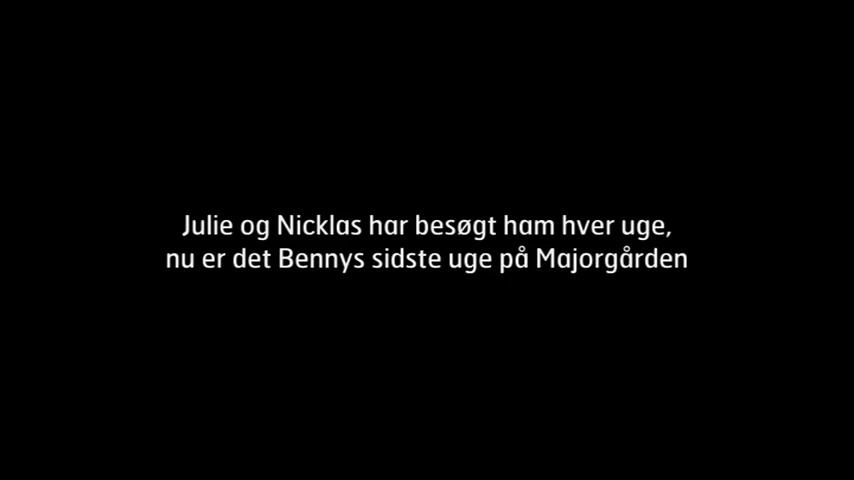 Julie og Nicklas har besøgt ham hver uge,
nu er det Bennys sidste uge på Majorgården